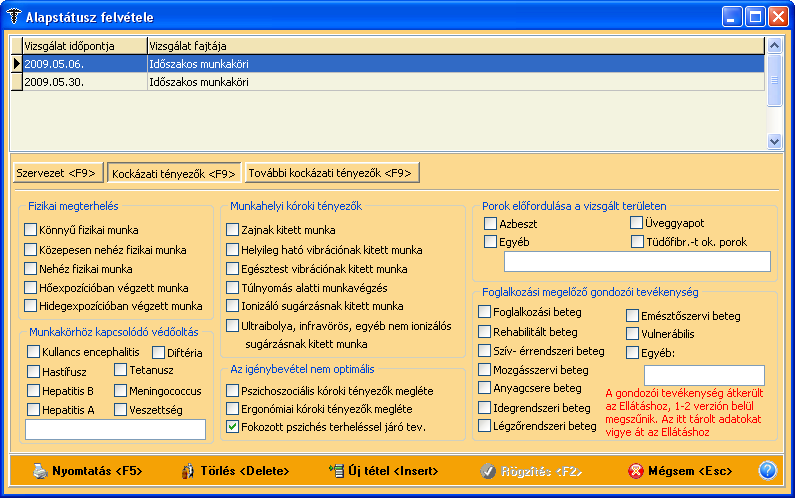 Alapstátusz felvétele
Vizsgálat időpontja Vizsgálat fajtája
2009.05.06. Időszakos munkaköri
2009.05.30. Időszakos munkaköri
Szervezet <F9> Kockázati tényezők <F9> További kockázati tényezők <F9>
Fizikai megterhelés
Könnyű fizikai munka
Közepesen nehéz fizikai munka
Nehéz fizikai munka
Hőexpozícióban végzett munka
Hidegexpozícióban végzett munka
Munkakörhöz kapcsolódó védőoltás
Kullancs encephalitis Diftéria
Hastífusz Tetanusz
Hepatitis B Meningococcus
Hepatitis A Veszettség
Munkahelyi kóroki tényezők
Zajnak kitett munka
Helyileg ható vibrációnak kitett munka
Egésztest vibrációnak kitett munka
Túlnyomás alatti munkavégzés
Ionizáló sugárzásnak kitett munka
Ultraibolya, infravörös, egyéb nem ionizálós
sugárzásnak kitett munka
Az igénybevétel nem optimális
Pszichoszociális kóroki tényezők megléte
Ergonómiai kóroki tényezők megléte
Fokozott pszichés terheléssel járó tev.
Porok előfordulása a vizsgált területen
Azbeszt Üveggyapot
Egyéb Tüdőfibr.-t ok. porok
Foglalkozási megelőző gondozói tevékenység
Foglalkozási beteg
Rehabilitált beteg
Szív- érrendszeri beteg
Mozgásszervi beteg
Anyagcsere beteg
Idegrendszeri beteg
Légzőrendszeri beteg
Emésztőszervi beteg
Vulnerábilis
Egyéb:
A gondozói tevékenység átkerült
az Ellátáshoz, 1-2 verzión belül
megszűnik. Az itt tárolt adatokat
vigye át az Ellátáshoz
Nyomtatás <F5> Törlés <Delete> Új tétel <Insert> Rögzítés <F2> Mégsem <Esc> ?